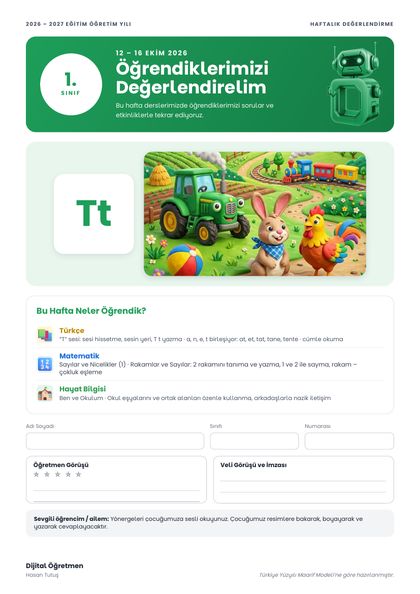 2026 – 2027 EĞİTİM ÖĞRETİM YILI
HAFTALIK DEĞERLENDİRME
1.
SINIF
12 – 16 EKİM 2026
Öğrendiklerimizi
Değerlendirelim
Bu hafta derslerimizde öğrendiklerimizi sorular ve
etkinliklerle tekrar ediyoruz.
Tt
Bu Hafta Neler Öğrendik?
Türkçe
"T" sesi: sesi hissetme, sesin yeri, T t yazma · a, n, e, t birleşiyor: at, et, tat, tane, tente · cümle okuma
1 2
3 4
Matematik
Sayılar ve Nicelikler (1) · Rakamlar ve Sayılar: 2 rakamını tanıma ve yazma, 1 ve 2 ile sayma, rakam –
çokluk eşleme
Hayat Bilgisi
Ben ve Okulum · Okul eşyalarını ve ortak alanları özenle kullanma, arkadaşlarla nazik iletişim
Adı Soyadı:
Sınıfı
Numarası
Öğretmen Görüşü
Veli Görüşü ve İmzası
Sevgili öğrencim / ailem: Yönergeleri çocuğumuza sesli okuyunuz. Çocuğumuz resimlere bakarak, boyayarak ve
yazarak cevaplayacaktır.
Dijital Öğretmen
Hasan Tutuş
Türkiye Yüzyılı Maarif Modeli'ne göre hazırlanmıştır.